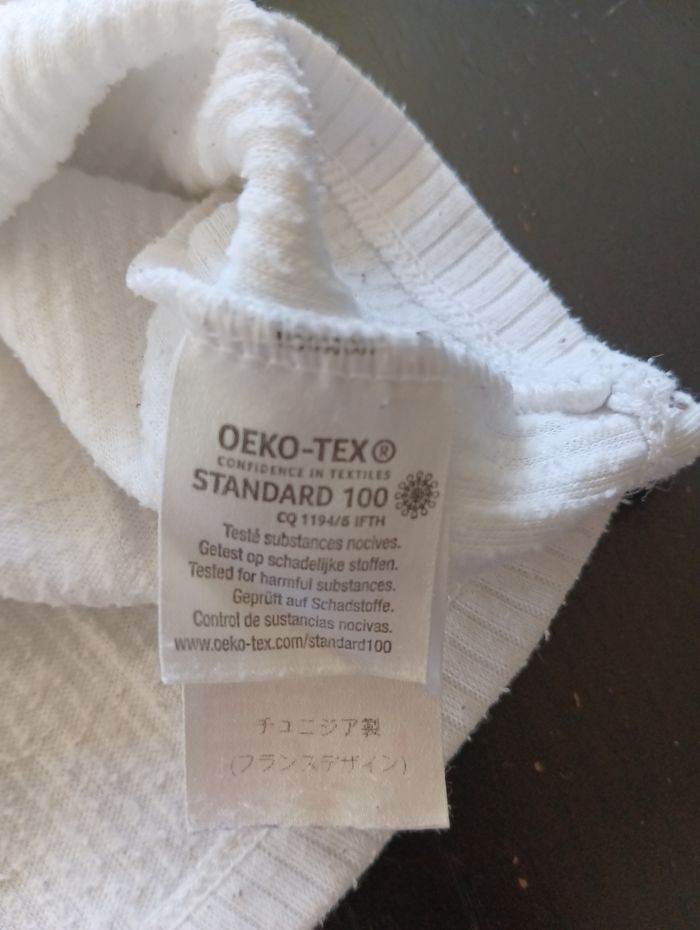 OEKO-TEX®
CONFIDENCE IN TEXTILES
STANDARD 100
CQ 1194/5 IFTH
Testé substances nocives.
Getest op schadelijke stoffen.
Tested for harmful substances.
Geprüft auf Schadstoffe.
Control de sustancias nocivas.
www.oeko-tex.com/standard100
チュニジア製
(フランスデザイン)